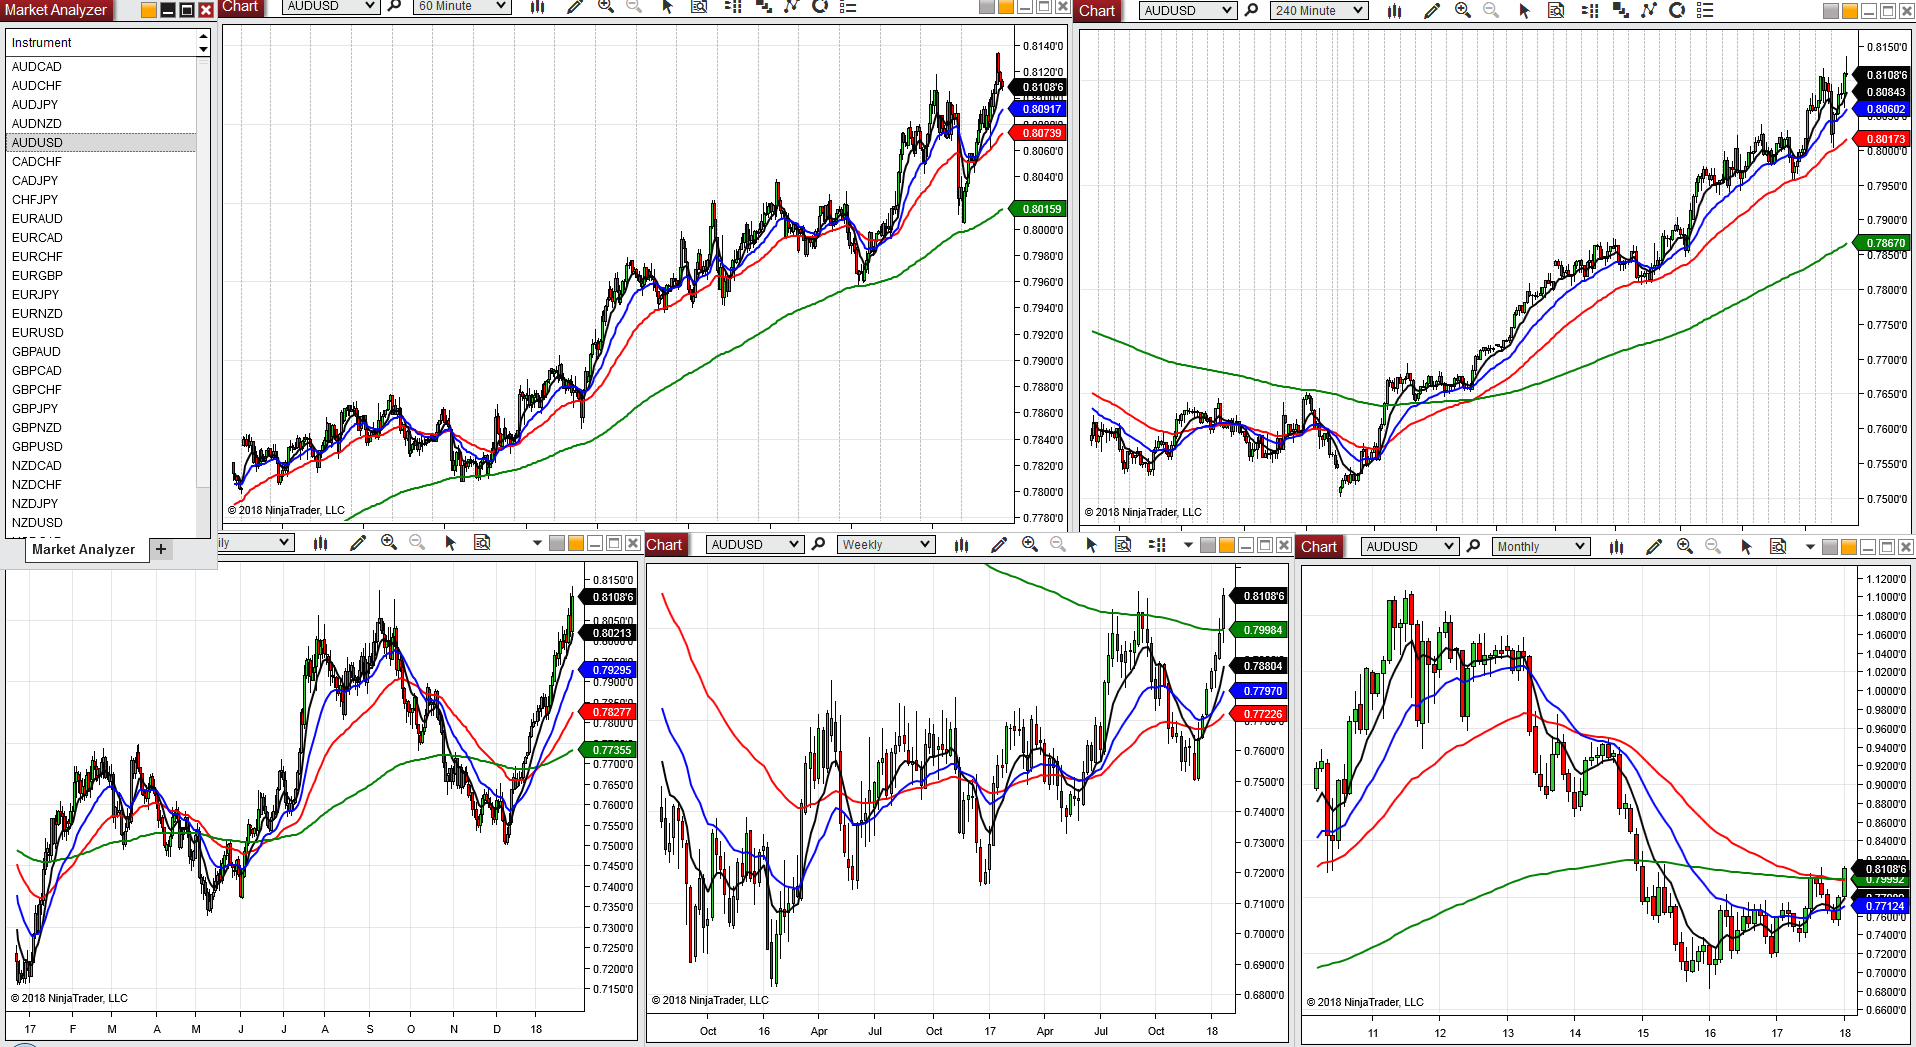 Market Analyzer
Instrument
AUDCAD
AUDCHF
AUDJPY
AUDNZD
AUDUSD
CADCHF
CADJPY
CHFJPY
EURAUD
EURCAD
EURCHF
EURGBP
EURJPY
EURNZD
EURUSD
GBPAUD
GBPCAD
GBPCHF
GBPJPY
GBPNZD
GBPUSD
NZDCAD
NZDCHF
NZDJPY
NZDUSD
Market Analyzer +
Chart AUDUSD 60 Minute
0.8140'0
0.8120'0
0.8108'6
0.80917
0.80739
0.8060'0
0.8040'0
0.80159
0.8000'0
0.7980'0
0.7960'0
0.7940'0
0.7920'0
0.7900'0
0.7880'0
0.7860'0
0.7840'0
0.7820'0
0.7800'0
0.7780'0
© 2018 NinjaTrader, LLC
Chart AUDUSD 240 Minute
0.8150'0
0.8108'6
0.80843
0.80602
0.80173
0.8000'0
0.7950'0
0.7900'0
0.78670
0.7850'0
0.7800'0
0.7750'0
0.7700'0
0.7650'0
0.7600'0
0.7550'0
0.7500'0
© 2018 NinjaTrader, LLC
ily
0.8150'0
0.8108'6
0.8050'0
0.80213
0.79295
0.7900'0
0.78277
0.77355
0.7700'0
0.7650'0
0.7600'0
0.7550'0
0.7500'0
0.7450'0
0.7400'0
0.7350'0
0.7300'0
0.7250'0
0.7200'0
0.7150'0
© 2018 NinjaTrader, LLC
17 F M A M J J A S O N D 18
Chart AUDUSD Weekly
0.8108'6
0.79984
0.78804
0.77970
0.77226
0.7600'0
0.7500'0
0.7400'0
0.7300'0
0.7200'0
0.7100'0
0.7000'0
0.6900'0
0.6800'0
© 2018 NinjaTrader, LLC
Oct 16 Apr Jul Oct 17 Apr Jul Oct 18
Chart AUDUSD Monthly
1.1200'0
1.1000'0
1.0800'0
1.0600'0
1.0400'0
1.0200'0
1.0000'0
0.9800'0
0.9600'0
0.9400'0
0.9200'0
0.9000'0
0.8800'0
0.8600'0
0.8400'0
0.8108'6
0.79992
0.77124
0.7600'0
0.7400'0
0.7200'0
0.7000'0
0.6800'0
0.6600'0
© 2018 NinjaTrader, LLC
11 12 13 14 15 16 17 18